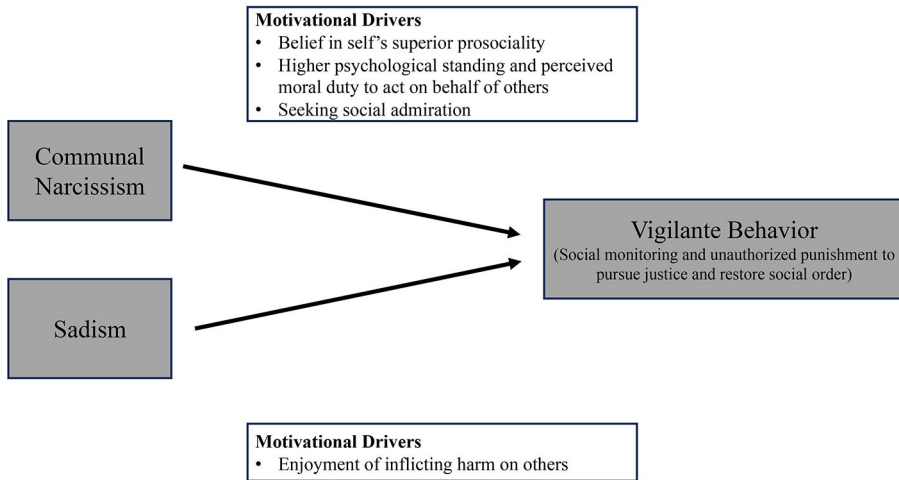 Motivational Drivers
• Belief in self's superior prosociality
• Higher psychological standing and perceived
moral duty to act on behalf of others
• Seeking social admiration
Communal
Narcissism
Vigilante Behavior
(Social monitoring and unauthorized punishment to
pursue justice and restore social order)
Sadism
Motivational Drivers
• Enjoyment of inflicting harm on others